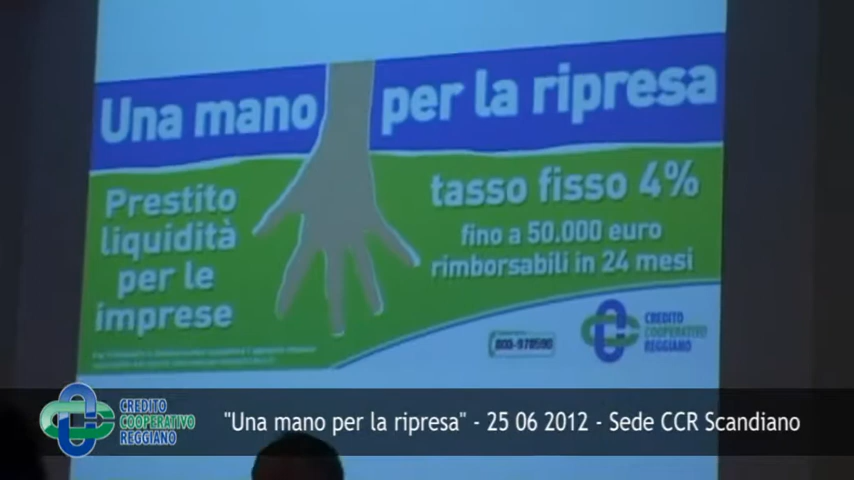 Una mano per la ripresa
Prestito
liquidità
per le
imprese
tasso fisso 4%
fino a 50.000 euro
rimborsabili in 24 mesi
CREDITO
COOPERATIVO
REGGIANO
CREDITO
COOPERATIVO
REGGIANO
"Una mano per la ripresa" - 25 06 2012 - Sede CCR Scandiano